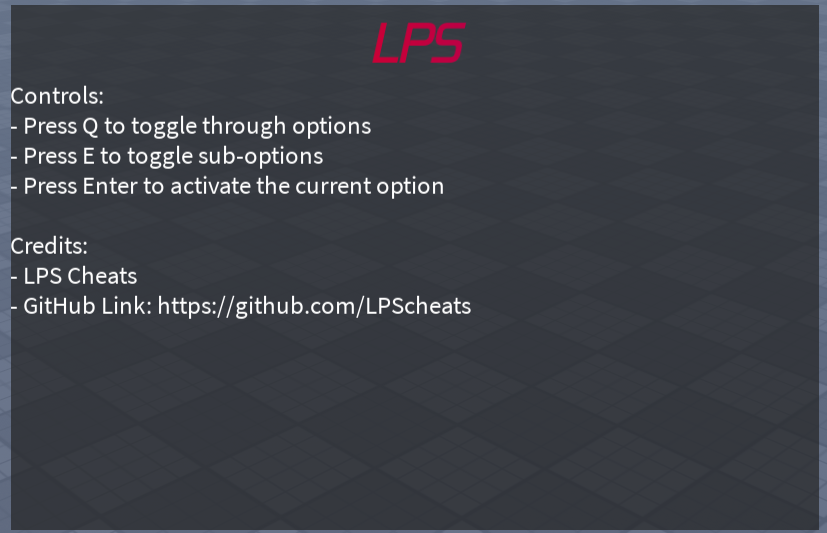 LPS
Controls:
- Press Q to toggle through options
- Press E to toggle sub-options
- Press Enter to activate the current option
Credits:
- LPS Cheats
- GitHub Link: https://github.com/LPScheats